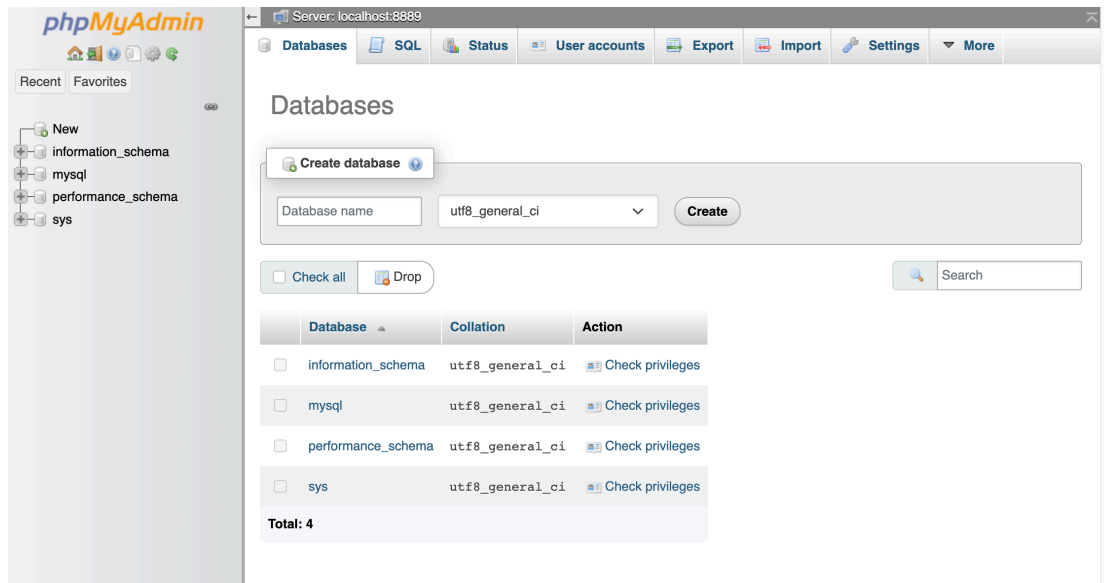 phpMyAdmin
Recent Favorites
New
information_schema
mysql
performance_schema
sys
Server: localhost:8889
Databases SQL Status User accounts Export Import Settings More
Databases
Create database
Database name utf8_general_ci Create
Check all Drop Search
Database Collation Action
information_schema utf8_general_ci Check privileges
mysql utf8_general_ci Check privileges
performance_schema utf8_general_ci Check privileges
sys utf8_general_ci Check privileges
Total: 4